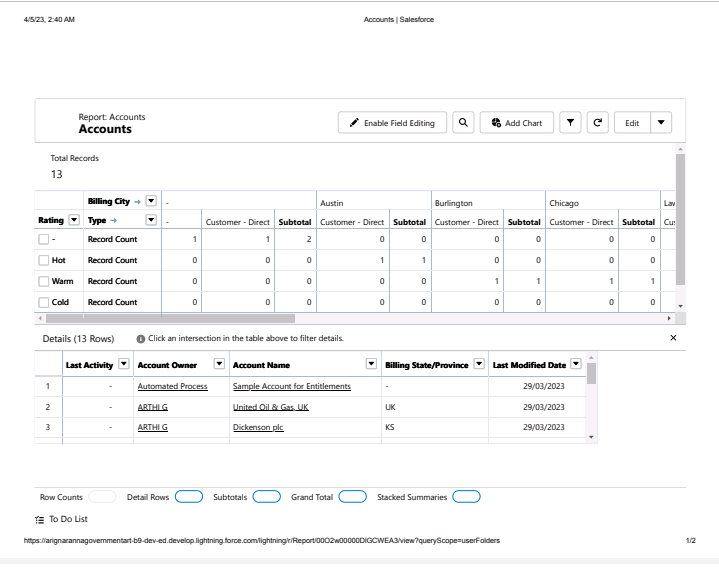 4/5/23, 2:40 AM Accounts | Salesforce
Report: Accounts
Accounts
Enable Field Editing Add Chart Edit
Total Records
13
Billing City → - Austin Burlington Chicago Law
Rating Type → - Customer - Direct Subtotal Customer - Direct Subtotal Customer - Direct Subtotal Customer - Direct Subtotal Cus
- Record Count 1 1 2 0 0 0 0 0 0
Hot Record Count 0 0 0 1 1 0 0 0 0
Warm Record Count 0 0 0 0 0 1 1 1 1
Cold Record Count 0 0 0 0 0 0 0 0 0
Details (13 Rows) Click an intersection in the table above to filter details.
Last Activity Account Owner Account Name Billing State/Province Last Modified Date
1 - Automated Process Sample Account for Entitlements - 29/03/2023
2 - ARTHI G United Oil & Gas, UK UK 29/03/2023
3 - ARTHI G Dickenson plc KS 29/03/2023
Row Counts Detail Rows Subtotals Grand Total Stacked Summaries
To Do List
https://arignarannagovernmentart-b9-dev-ed.develop.lightning.force.com/lightning/r/Report/00O2w00000DIGCWEA3/view?queryScope=userFolders 1/2